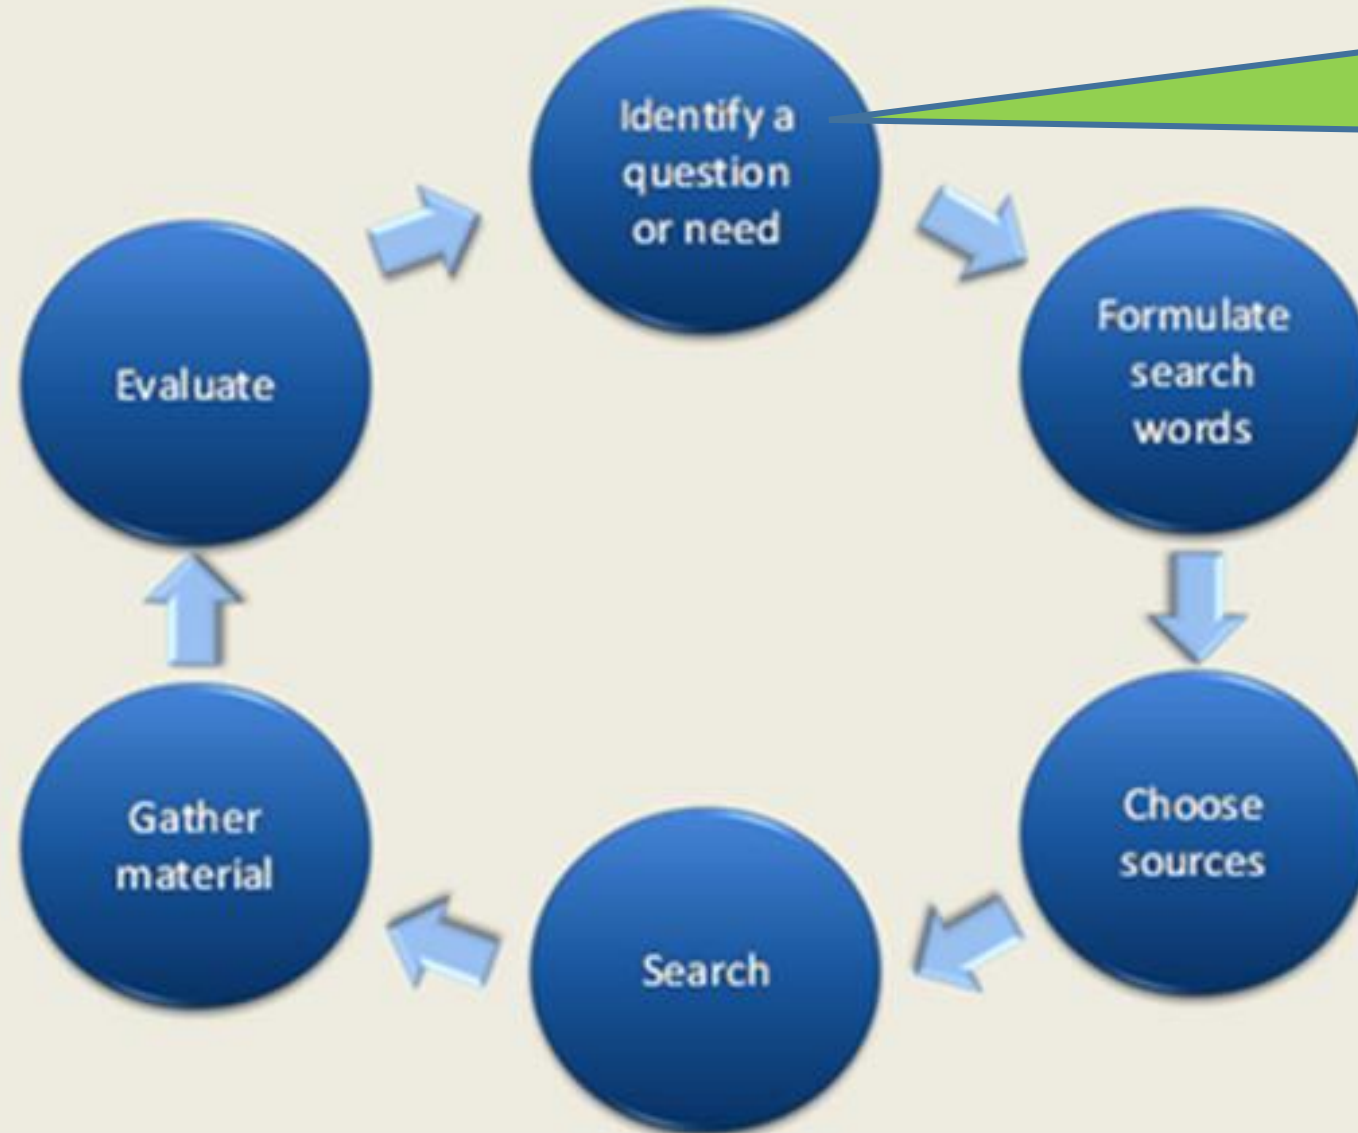 Identify a
question
or need
Formulate
search
words
Choose
sources
Search
Gather
material
Evaluate